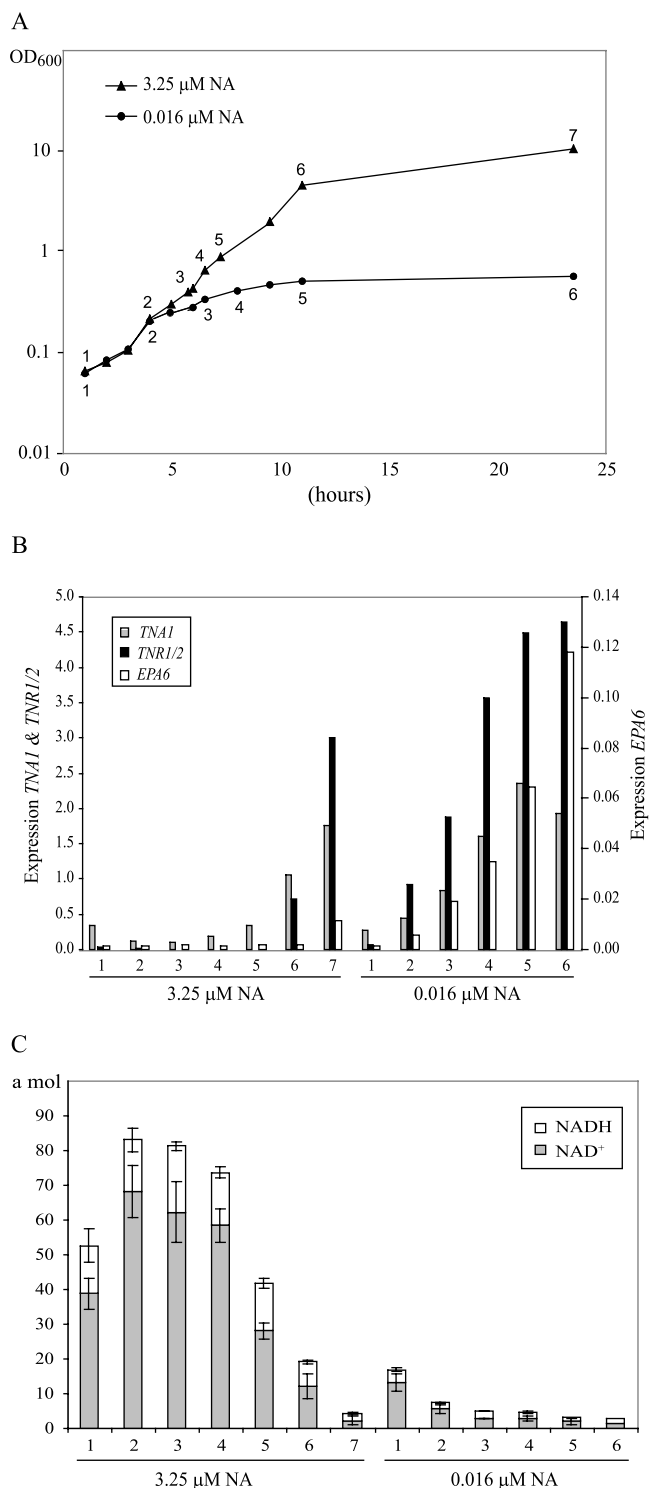 A
OD600
3.25 μM NA
0.016 μM NA
10
1
0.1
0.01
1
2
3
4
5
6
7
1
2
3
4
5
6
0 5 10 15 20 25
(hours)
B
5.0
4.5
4.0
3.5
3.0
2.5
2.0
1.5
1.0
0.5
0.0
Expression TNA1 & TNR1/2
TNA1
TNR1/2
EPA6
0.14
0.12
0.10
0.08
0.06
0.04
0.02
0.00
Expression EPA6
1 2 3 4 5 6 7 1 2 3 4 5 6
3.25 μM NA 0.016 μM NA
C
a mol
90
80
70
60
50
40
30
20
10
0
NADH
NAD+
1 2 3 4 5 6 7 1 2 3 4 5 6
3.25 μM NA 0.016 μM NA